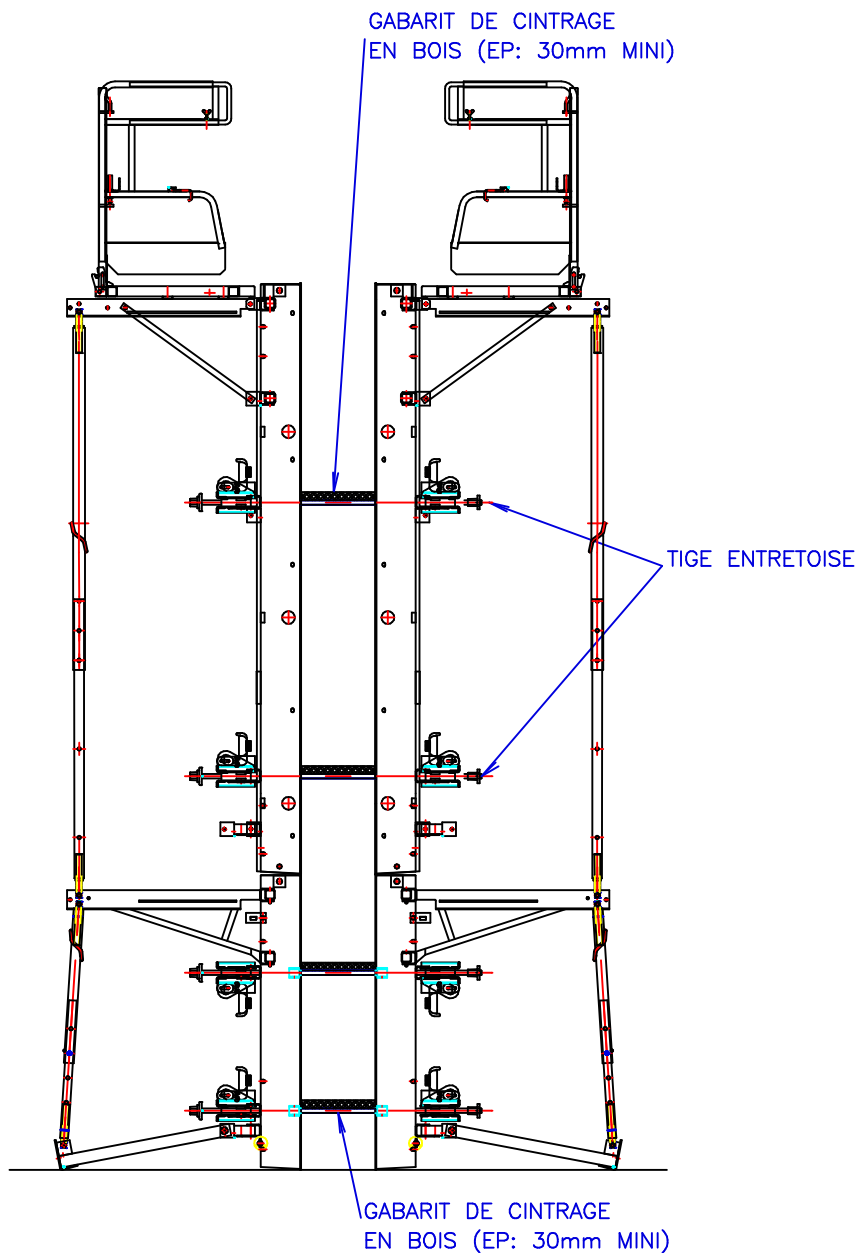 GABARIT DE CINTRAGE
EN BOIS (EP: 30mm MINI)
TIGE ENTRETOISE
GABARIT DE CINTRAGE
EN BOIS (EP: 30mm MINI)